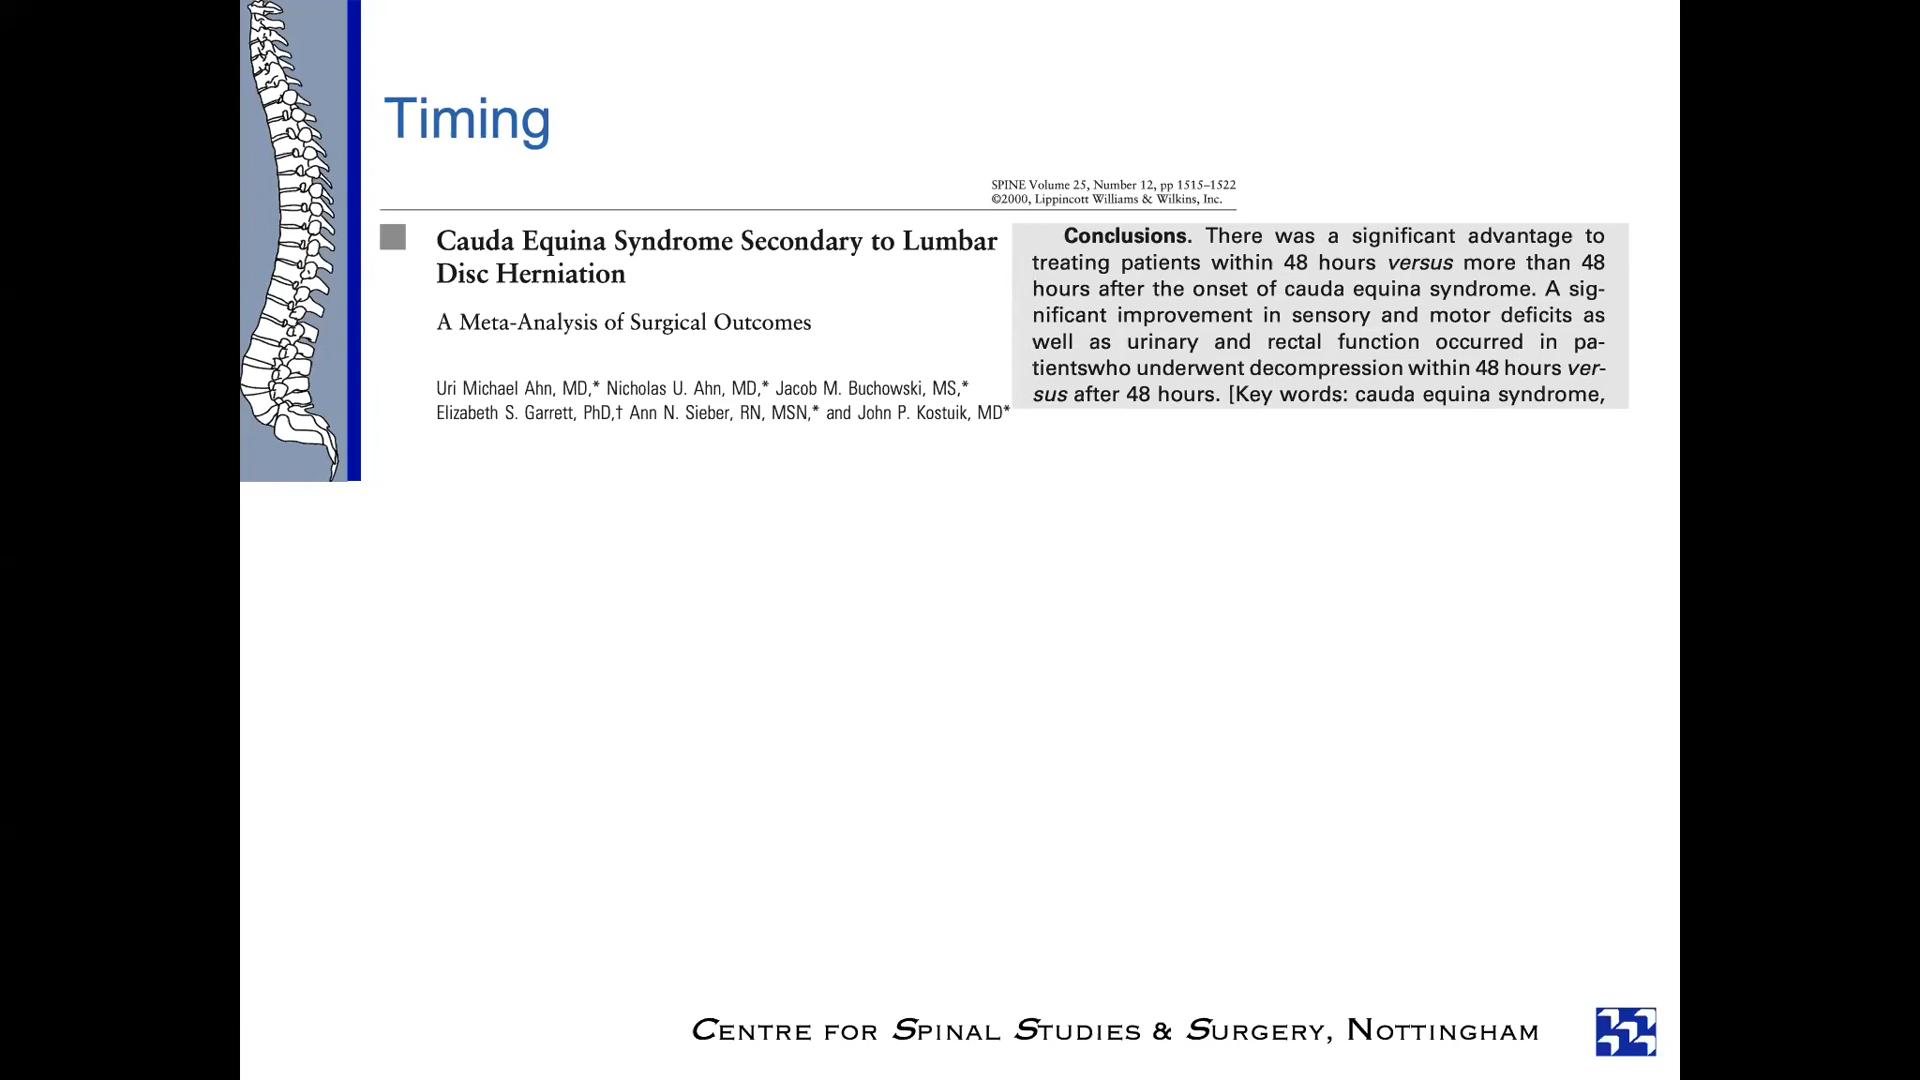 Timing
SPINE Volume 25, Number 12, pp 1515–1522
©2000, Lippincott Williams & Wilkins, Inc.
Cauda Equina Syndrome Secondary to Lumbar
Disc Herniation
A Meta-Analysis of Surgical Outcomes
Uri Michael Ahn, MD,* Nicholas U. Ahn, MD,* Jacob M. Buchowski, MS,*
Elizabeth S. Garrett, PhD,† Ann N. Sieber, RN, MSN,* and John P. Kostuik, MD*
Conclusions. There was a significant advantage to
treating patients within 48 hours versus more than 48
hours after the onset of cauda equina syndrome. A sig-
nificant improvement in sensory and motor deficits as
well as urinary and rectal function occurred in pa-
tientswho underwent decompression within 48 hours ver-
sus after 48 hours. [Key words: cauda equina syndrome,
CENTRE FOR SPINAL STUDIES & SURGERY, NOTTINGHAM